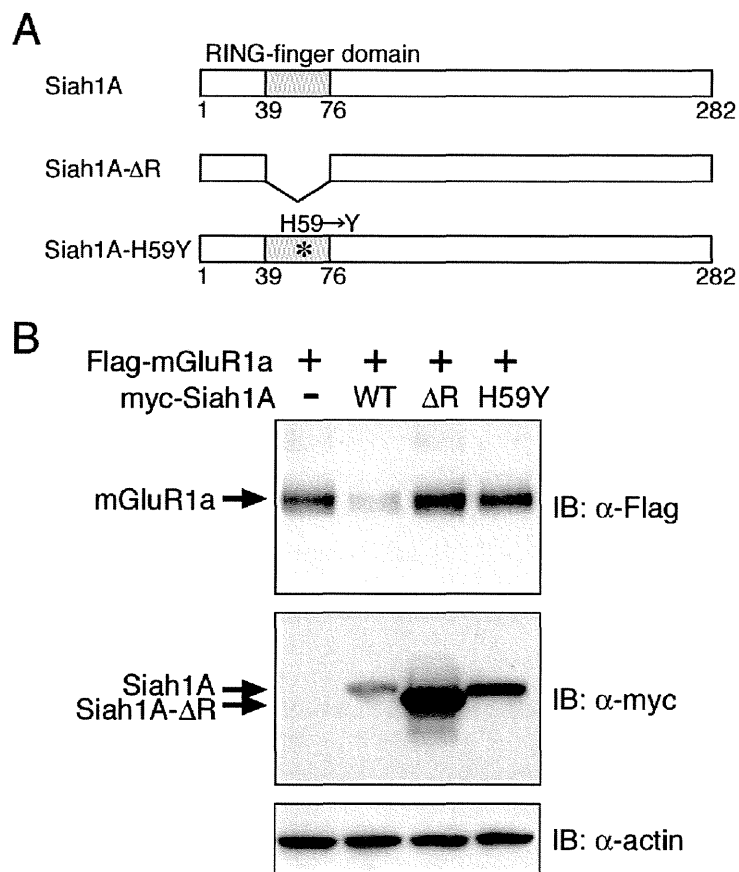 A
RING-finger domain
Siah1A
1 39 76 282
Siah1A-ΔR
H59→Y
Siah1A-H59Y
*
1 39 76 282
B
Flag-mGluR1a + + + +
myc-Siah1A - WT ΔR H59Y
mGluR1a
IB: α-Flag
Siah1A
Siah1A-ΔR
IB: α-myc
IB: α-actin